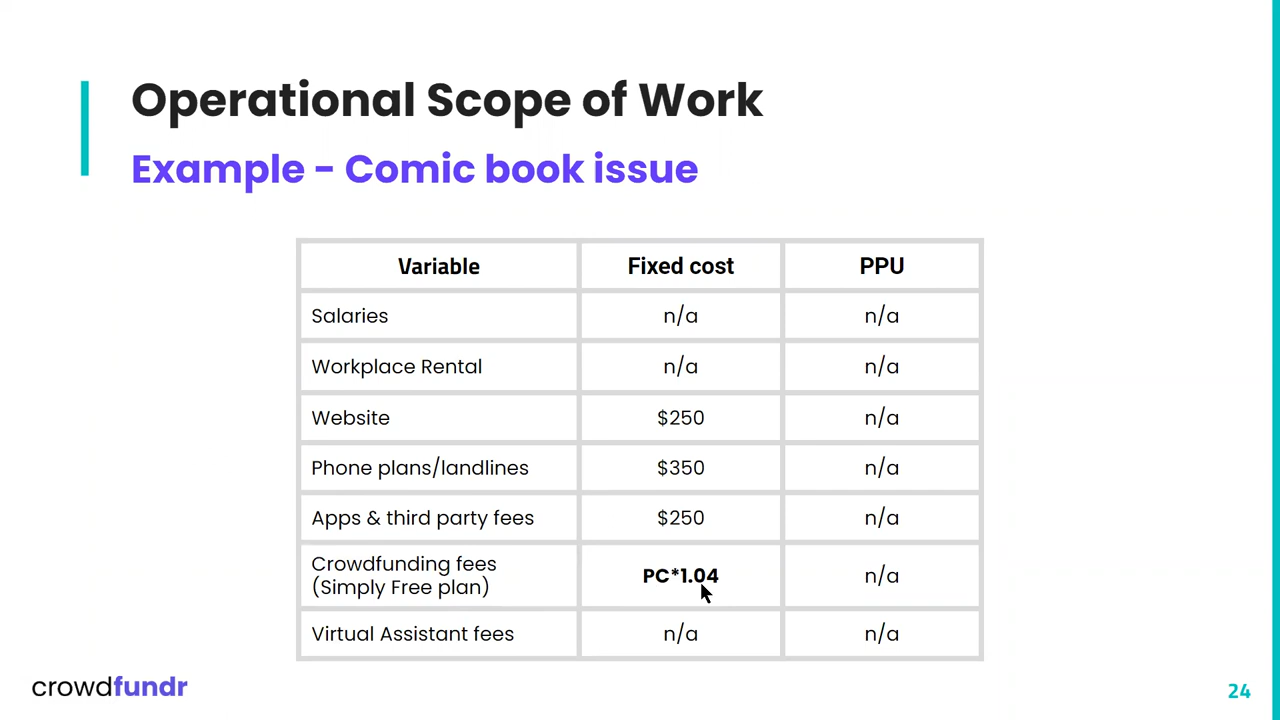 Operational Scope of Work
Example - Comic book issue
Variable Fixed cost PPU
Salaries n/a n/a
Workplace Rental n/a n/a
Website $250 n/a
Phone plans/landlines $350 n/a
Apps & third party fees $250 n/a
Crowdfunding fees
(Simply Free plan) PC*1.04 n/a
Virtual Assistant fees n/a n/a
crowdfundr
24